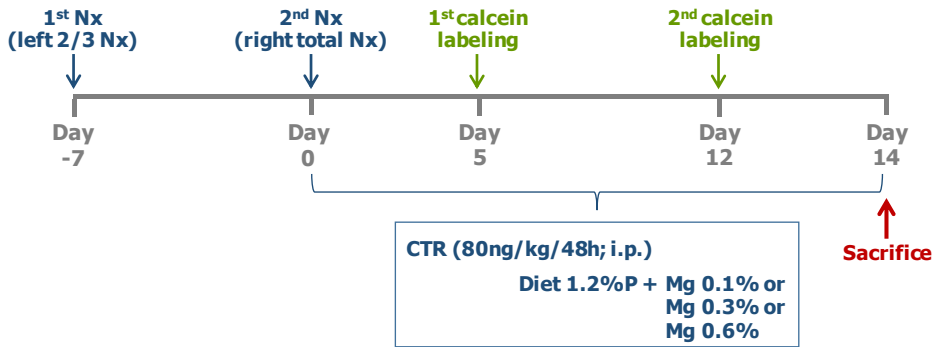 1st Nx
(left 2/3 Nx)
2nd Nx
(right total Nx)
1st calcein
labeling
2nd calcein
labeling
Day
-7
Day
0
Day
5
Day
12
Day
14
CTR (80ng/kg/48h; i.p.)
Diet 1.2%P + Mg 0.1% or
Mg 0.3% or
Mg 0.6%
Sacrifice